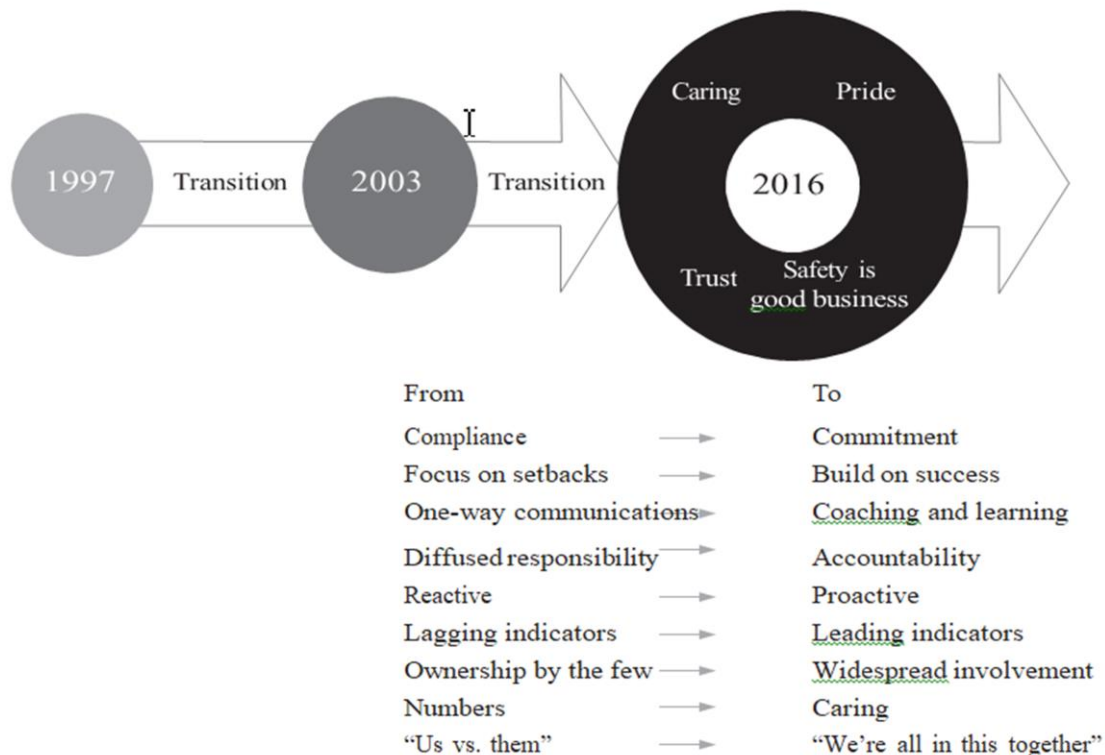 Caring Pride
1997 Transition 2003 Transition 2016
Trust Safety is
good business
From To
Compliance Commitment
Focus on setbacks Build on success
One-way communications Coaching and learning
Diffused responsibility Accountability
Reactive Proactive
Lagging indicators Leading indicators
Ownership by the few Widespread involvement
Numbers Caring
“Us vs. them” “We’re all in this together”